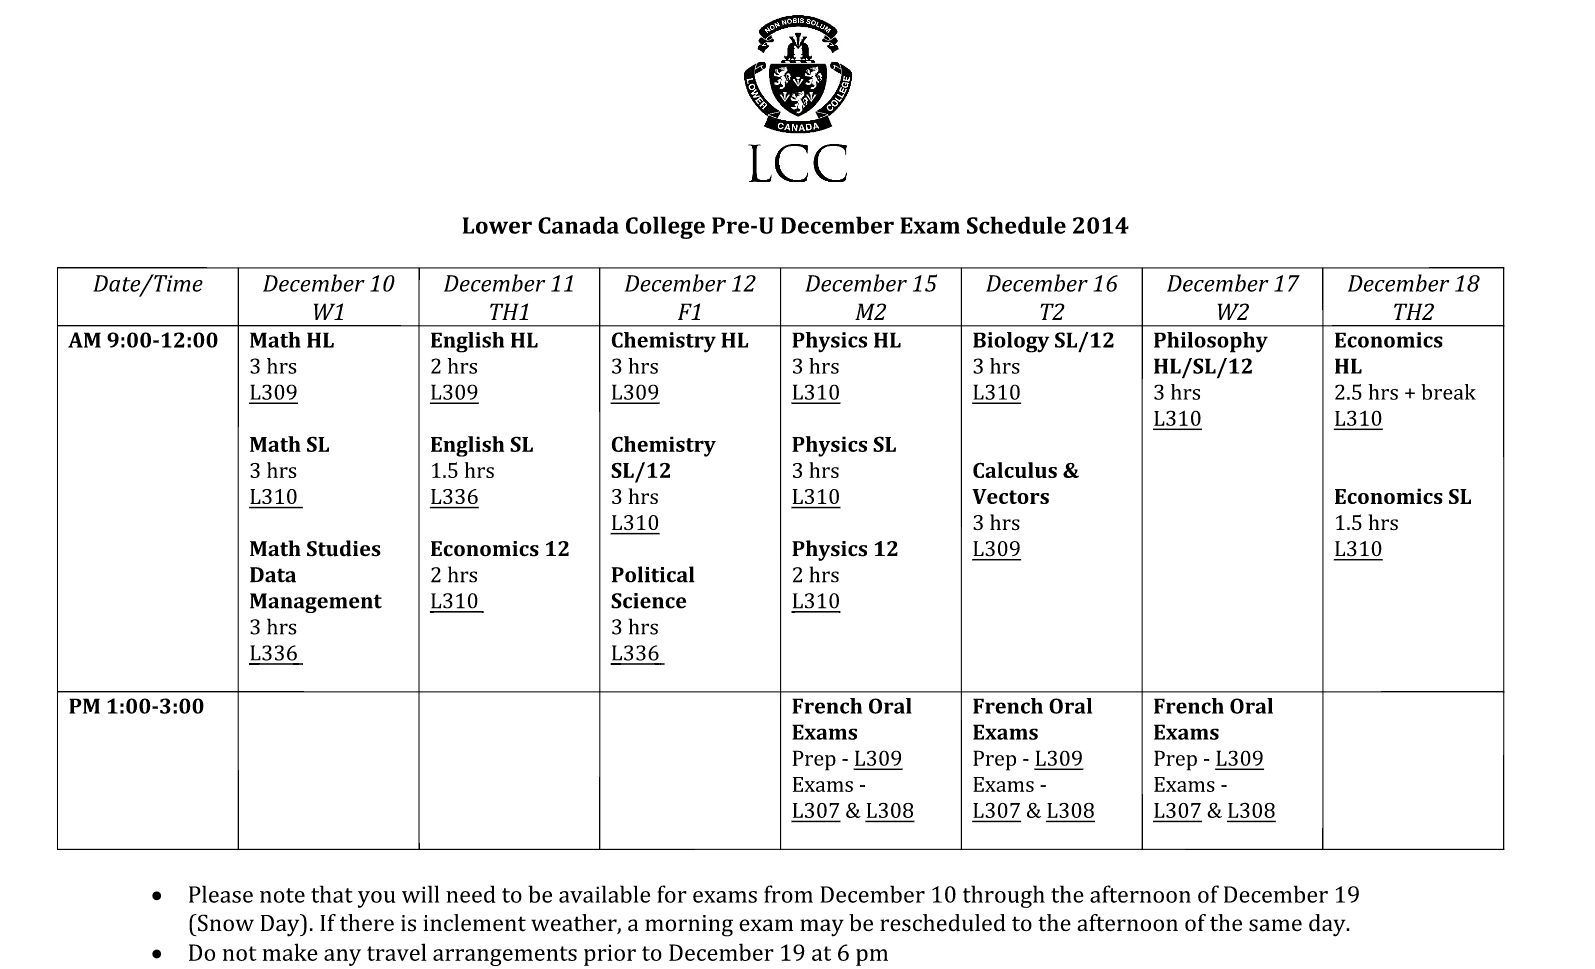 NON NOBIS SOLUM
LOWER
COLLEGE
CANADA
LCC
Lower Canada College Pre-U December Exam Schedule 2014
Date/Time
December 10
W1
December 11
TH1
December 12
F1
December 15
M2
December 16
T2
December 17
W2
December 18
TH2
AM 9:00-12:00
Math HL
3 hrs
L309
Math SL
3 hrs
L310
Math Studies
Data
Management
3 hrs
L336
English HL
2 hrs
L309
English SL
1.5 hrs
L336
Economics 12
2 hrs
L310
Chemistry HL
3 hrs
L309
Chemistry
SL/12
3 hrs
L310
Political
Science
3 hrs
L336
Physics HL
3 hrs
L310
Physics SL
3 hrs
L310
Physics 12
2 hrs
L310
Biology SL/12
3 hrs
L310
Calculus &
Vectors
3 hrs
L309
Philosophy
HL/SL/12
3 hrs
L310
Economics
HL
2.5 hrs + break
L310
Economics SL
1.5 hrs
L310
PM 1:00-3:00
French Oral
Exams
Prep - L309
Exams -
L307 & L308
French Oral
Exams
Prep - L309
Exams -
L307 & L308
French Oral
Exams
Prep - L309
Exams -
L307 & L308
• Please note that you will need to be available for exams from December 10 through the afternoon of December 19
(Snow Day). If there is inclement weather, a morning exam may be rescheduled to the afternoon of the same day.
• Do not make any travel arrangements prior to December 19 at 6 pm